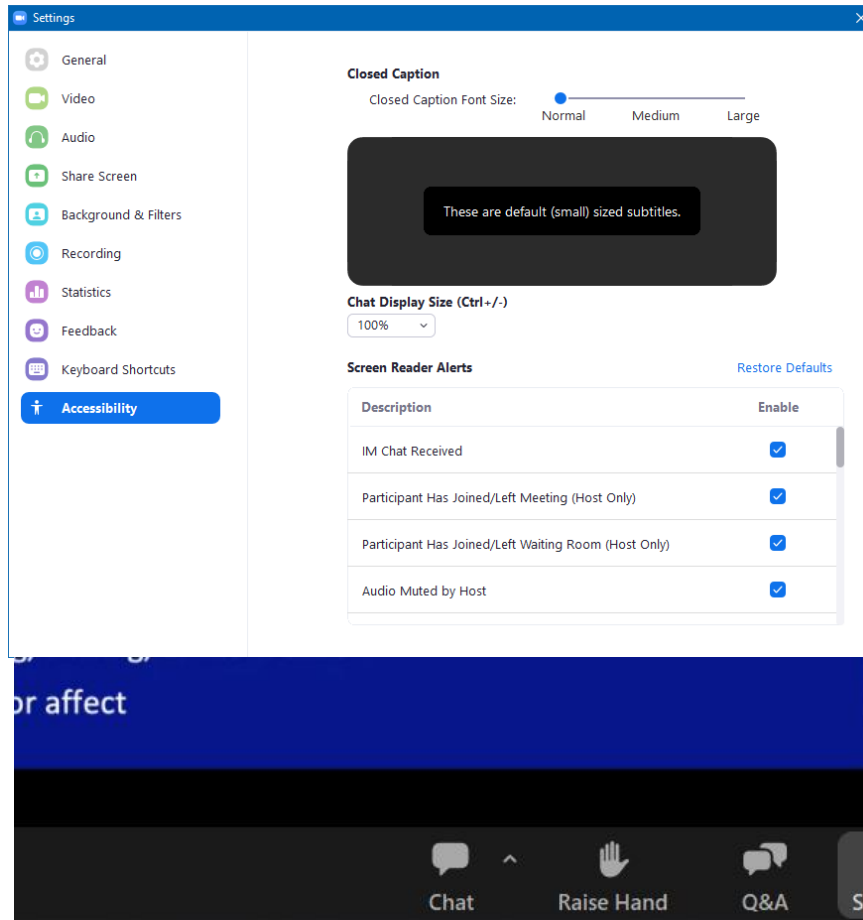 Settings
General
Video
Audio
Share Screen
Background & Filters
Recording
Statistics
Feedback
Keyboard Shortcuts
Accessibility
Closed Caption
Closed Caption Font Size:
Normal Medium Large
These are default (small) sized subtitles.
Chat Display Size (Ctrl+/-)
100%
Screen Reader Alerts Restore Defaults
Description Enable
IM Chat Received
Participant Has Joined/Left Meeting (Host Only)
Participant Has Joined/Left Waiting Room (Host Only)
Audio Muted by Host
or affect
Chat Raise Hand Q&A